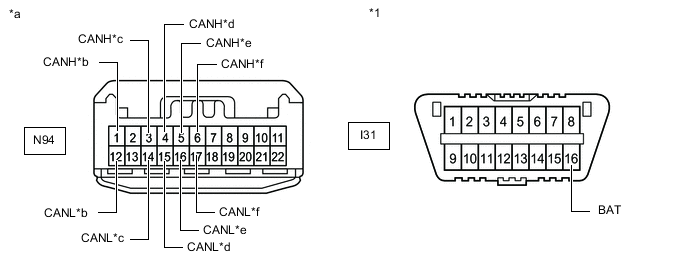 *a
*1
CANH*d
CANH*c
CANH*e
CANH*b
CANH*f
N94
1 2 3 4 5 6 7 8 9 10 11
12 13 14 15 16 17 18 19 20 21 22
I31
1 2 3 4 5 6 7 8
9 10 11 12 13 14 15 16
CANL*b
CANL*f
BAT
CANL*e
CANL*c
CANL*d